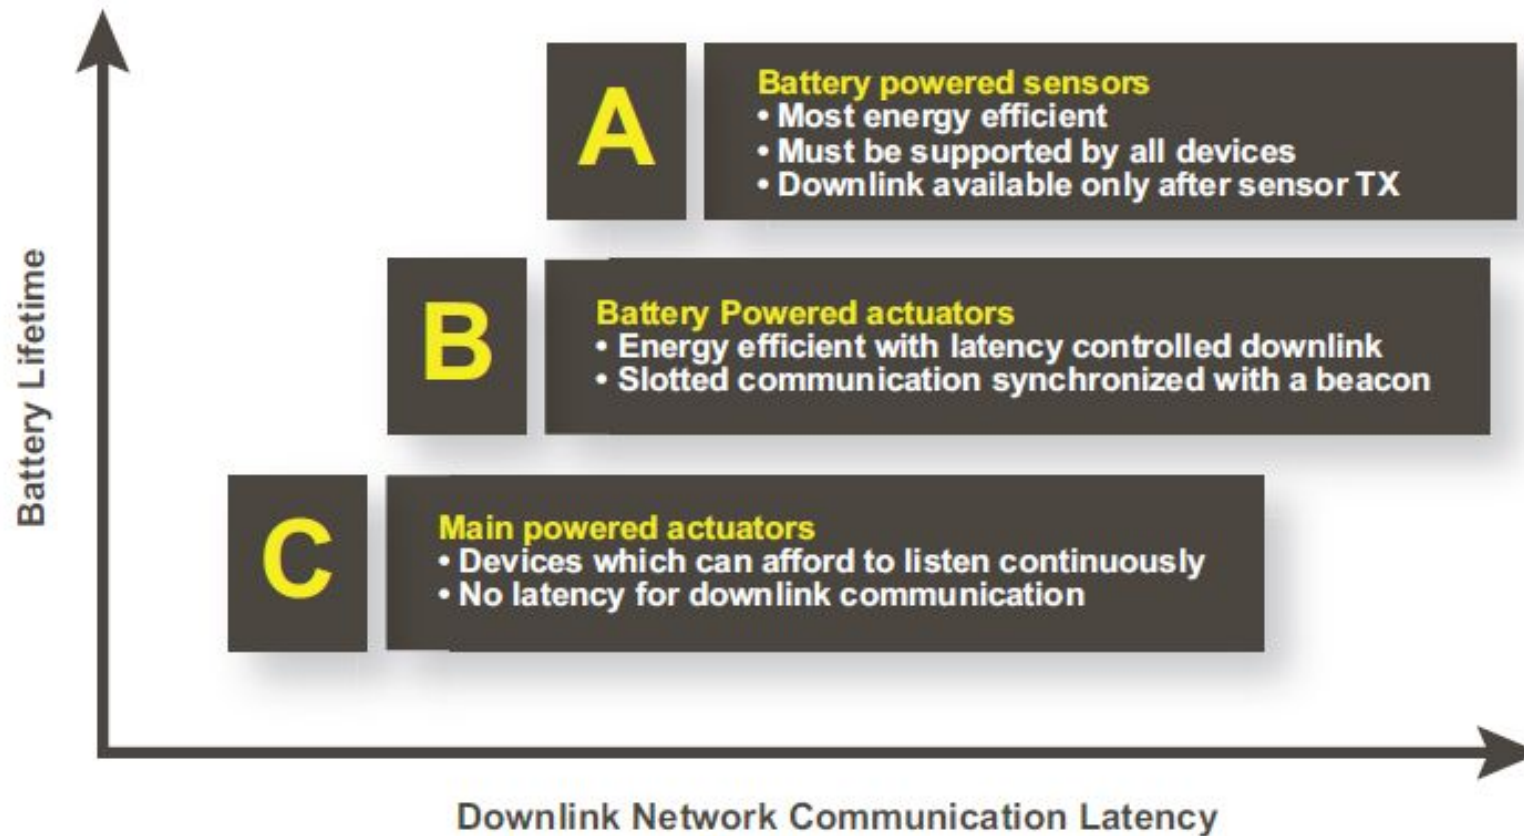 Battery Lifetime
A
Battery powered sensors
• Most energy efficient
• Must be supported by all devices
• Downlink available only after sensor TX
B
Battery Powered actuators
• Energy efficient with latency controlled downlink
• Slotted communication synchronized with a beacon
C
Main powered actuators
• Devices which can afford to listen continuously
• No latency for downlink communication
Downlink Network Communication Latency